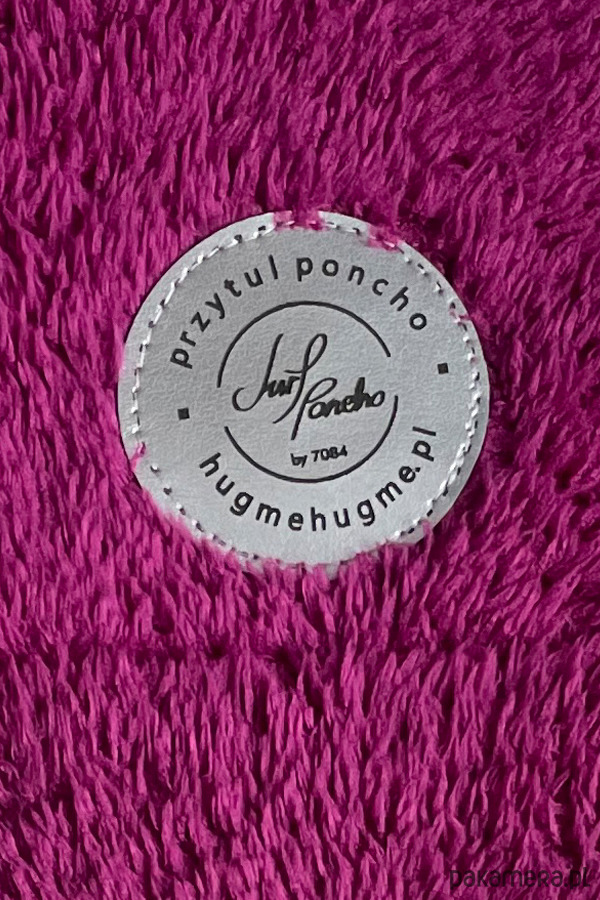 przytul poncho
Surf Poncho
by 7084
hugmehugme.pl
pakamera.pl